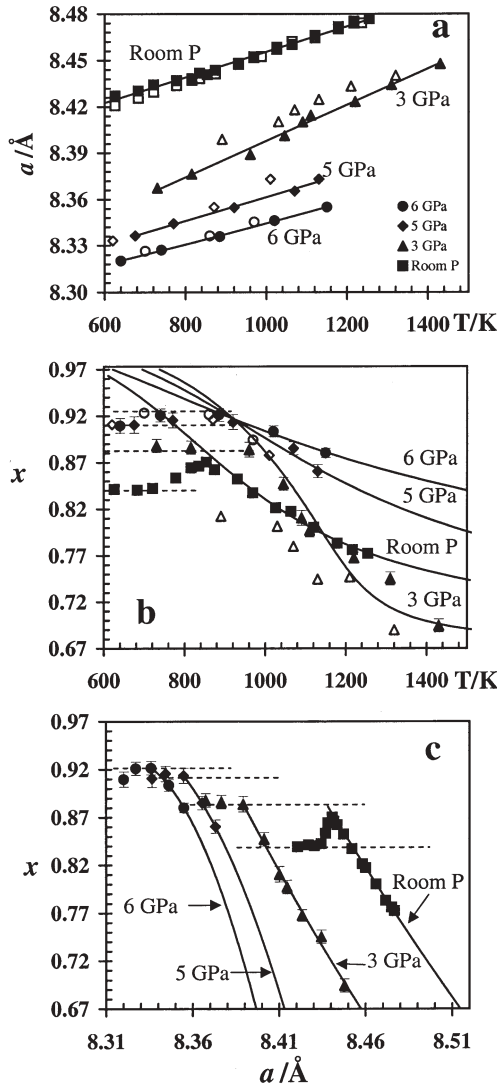 8.48
a
Room P
8.45
8.42
3 GPa
a /Å
8.39
5 GPa
8.36
6 GPa
5 GPa
8.33
6 GPa
3 GPa
Room P
8.30
600 800 1000 1200 1400 T/K
0.97
0.92
6 GPa
0.87
5 GPa
x
0.82
Room P
0.77
b
3 GPa
0.72
0.67
600 800 1000 1200 1400 T/K
0.97
c
0.92
0.87
x
0.82
Room P
6 GPa
0.77
5 GPa
3 GPa
0.72
0.67
8.31 8.36 8.41 8.46 8.51
a /Å